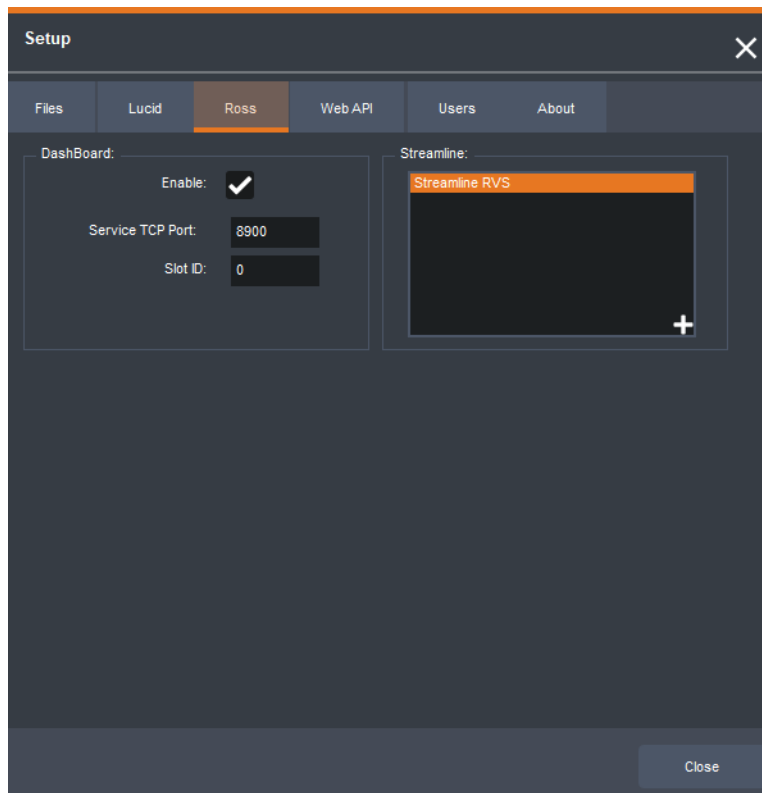 Setup
Files
Lucid
Ross
Web API
Users
About
DashBoard:
Enable:
Service TCP Port:
8900
Slot ID:
0
Streamline:
Streamline RVS
Close